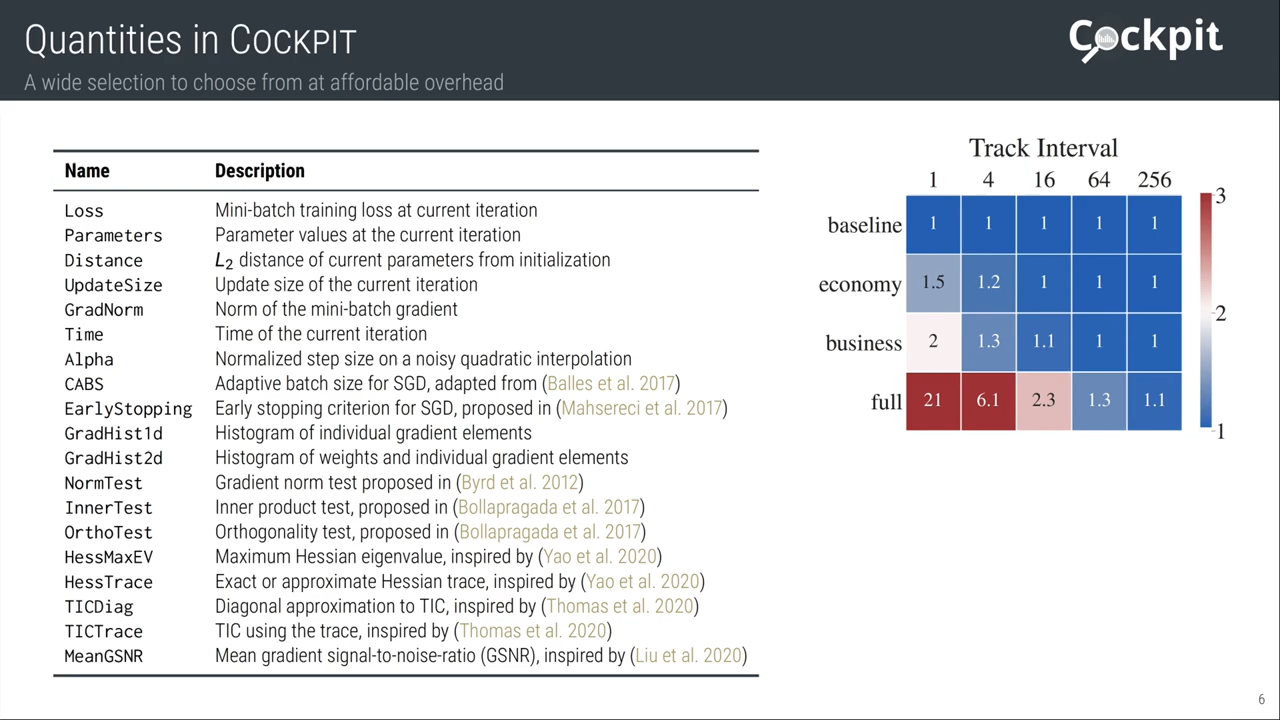 Quantities in COCKPIT
A wide selection to choose from at affordable overhead
Cockpit
Name Description
Loss Mini-batch training loss at current iteration
Parameters Parameter values at the current iteration
Distance L2 distance of current parameters from initialization
UpdateSize Update size of the current iteration
GradNorm Norm of the mini-batch gradient
Time Time of the current iteration
Alpha Normalized step size on a noisy quadratic interpolation
CABS Adaptive batch size for SGD, adapted from (Balles et al. 2017)
EarlyStopping Early stopping criterion for SGD, proposed in (Mahsereci et al. 2017)
GradHist1d Histogram of individual gradient elements
GradHist2d Histogram of weights and individual gradient elements
NormTest Gradient norm test proposed in (Byrd et al. 2012)
InnerTest Inner product test, proposed in (Bollapragada et al. 2017)
OrthoTest Orthogonality test, proposed in (Bollapragada et al. 2017)
HessMaxEV Maximum Hessian eigenvalue, inspired by (Yao et al. 2020)
HessTrace Exact or approximate Hessian trace, inspired by (Yao et al. 2020)
TICDiag Diagonal approximation to TIC, inspired by (Thomas et al. 2020)
TICTrace TIC using the trace, inspired by (Thomas et al. 2020)
MeanGSNR Mean gradient signal-to-noise-ratio (GSNR), inspired by (Liu et al. 2020)
Track Interval
1 4 16 64 256
baseline 1 1 1 1 1
economy 1.5 1.2 1 1 1
business 2 1.3 1.1 1 1
full 21 6.1 2.3 1.3 1.1
3
2
1
6